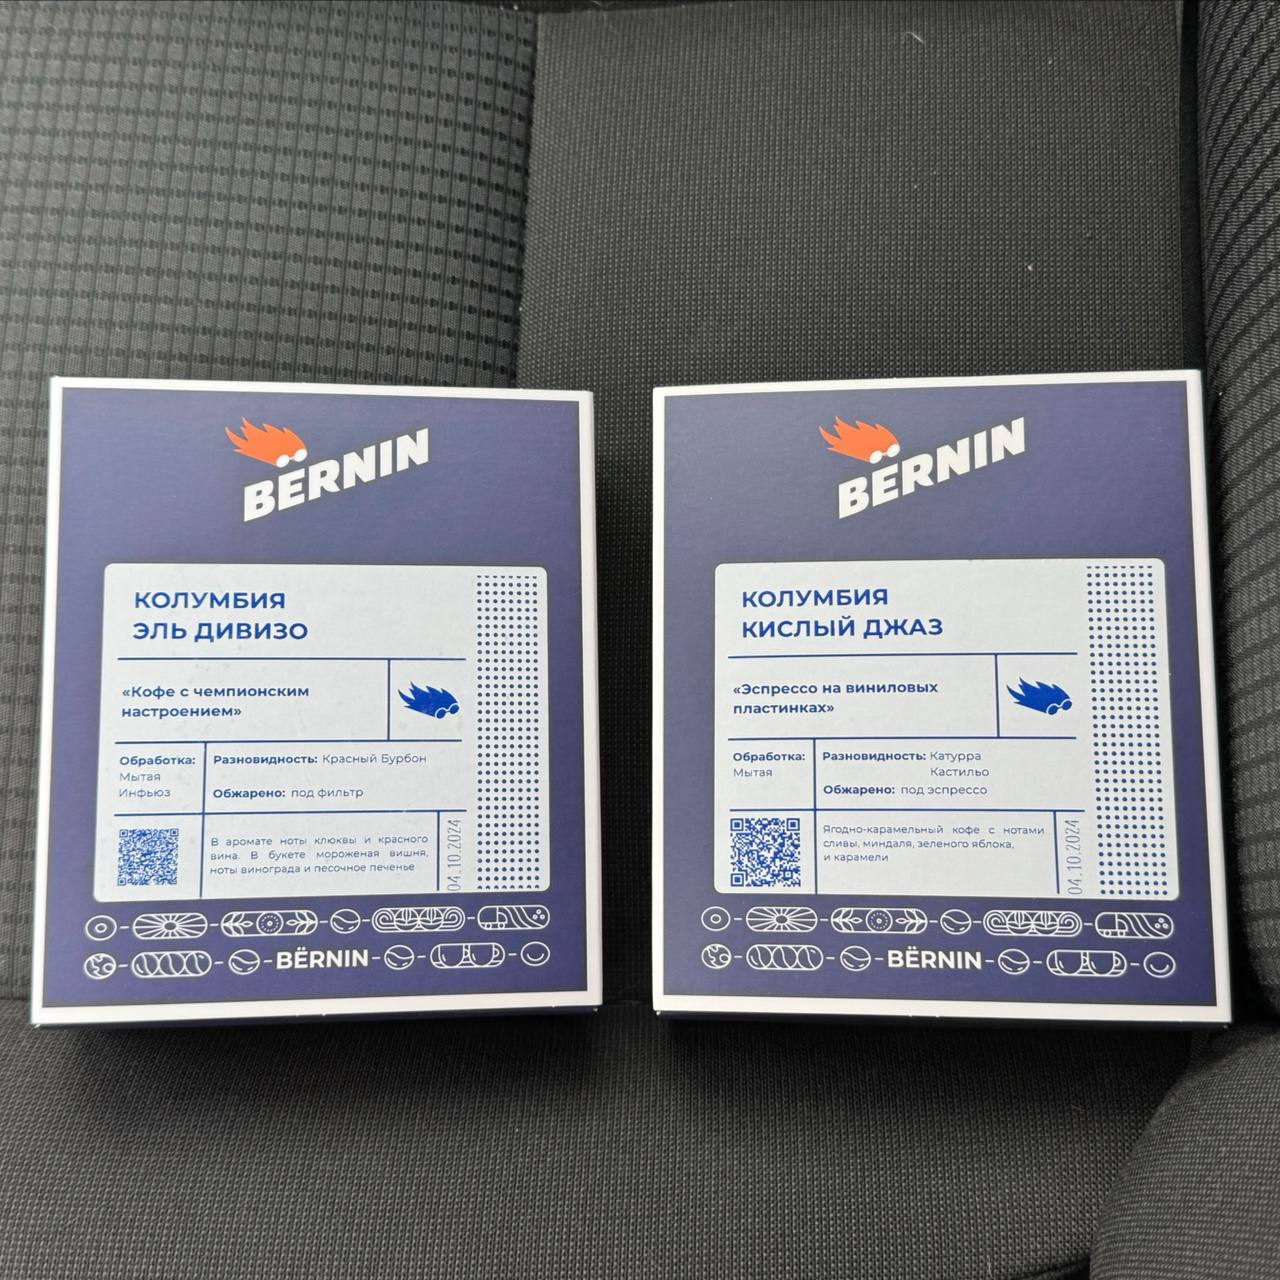 BËRNIN
КОЛУМБИЯ
ЭЛЬ ДИВИЗО
«Кофе с чемпионским
настроением»
Обработка:
Мытая
Инфьюз
Разновидность: Красный Бурбон
Обжарено: под фильтр
В аромате ноты клюквы и красного
вина. В букете мороженая вишня,
ноты винограда и песочное печенье
04.10.2024
BËRNIN
BËRNIN
КОЛУМБИЯ
КИСЛЫЙ ДЖАЗ
«Эспрессо на виниловых
пластинках»
Обработка:
Мытая
Разновидность: Катурра
Кастильо
Обжарено: под эспрессо
Ягодно-карамельный кофе с нотами
сливы, миндаля, зеленого яблока,
и карамели
04.10.2024
BËRNIN